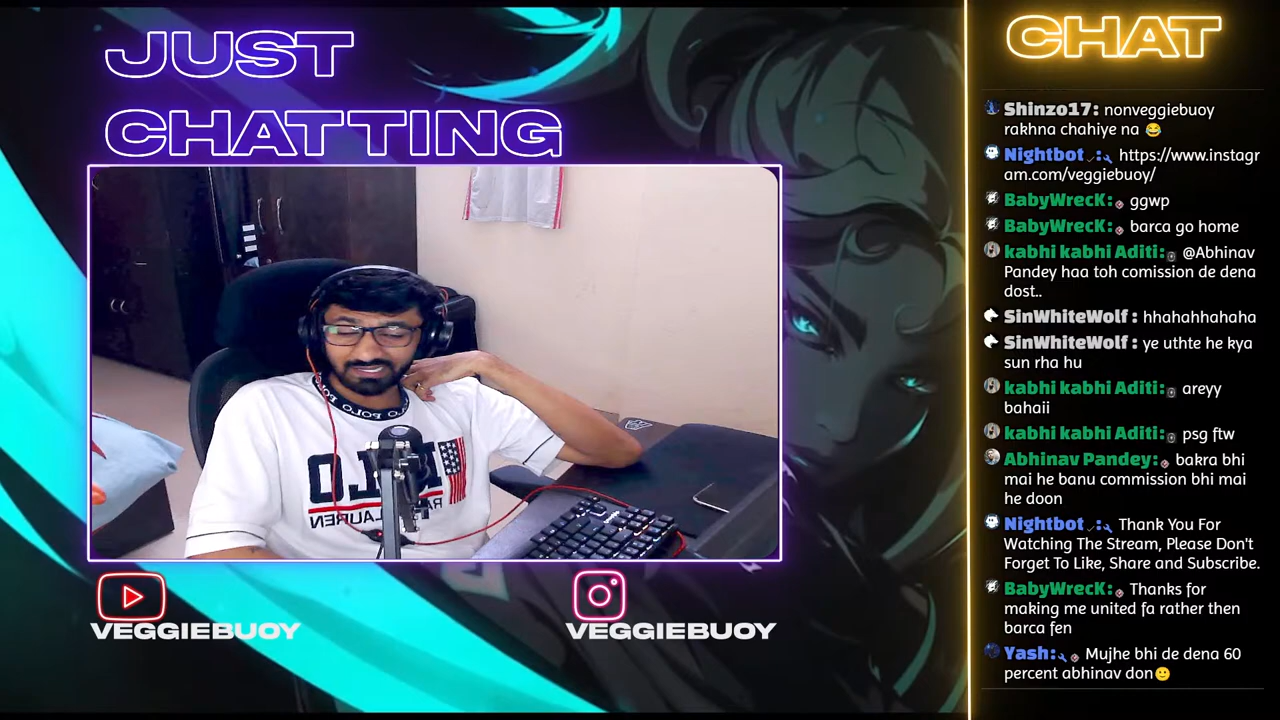 JUST
CHATTING
VEGGIEBUOY
VEGGIEBUOY
CHAT
Shinzo17: nonveggiebuoy
rakhna chahiye na 😂
Nightbot : https://www.instagr
am.com/veggiebuoy/
BabyWrecK: ggwp
BabyWrecK: barca go home
kabhi kabhi Aditi: @Abhinav
Pandey haa toh comission de dena
dost..
SinWhiteWolf : hhahahhahaha
SinWhiteWolf : ye uthte he kya
sun rha hu
kabhi kabhi Aditi: areyy
bahaii
kabhi kabhi Aditi: psg ftw
Abhinav Pandey: bakra bhi
mai he banu commission bhi mai
he doon
Nightbot : Thank You For
Watching The Stream, Please Don't
Forget To Like, Share and Subscribe.
BabyWrecK: Thanks for
making me united fa rather then
barca fen
Yash: Mujhe bhi de dena 60
percent abhinav don🙂